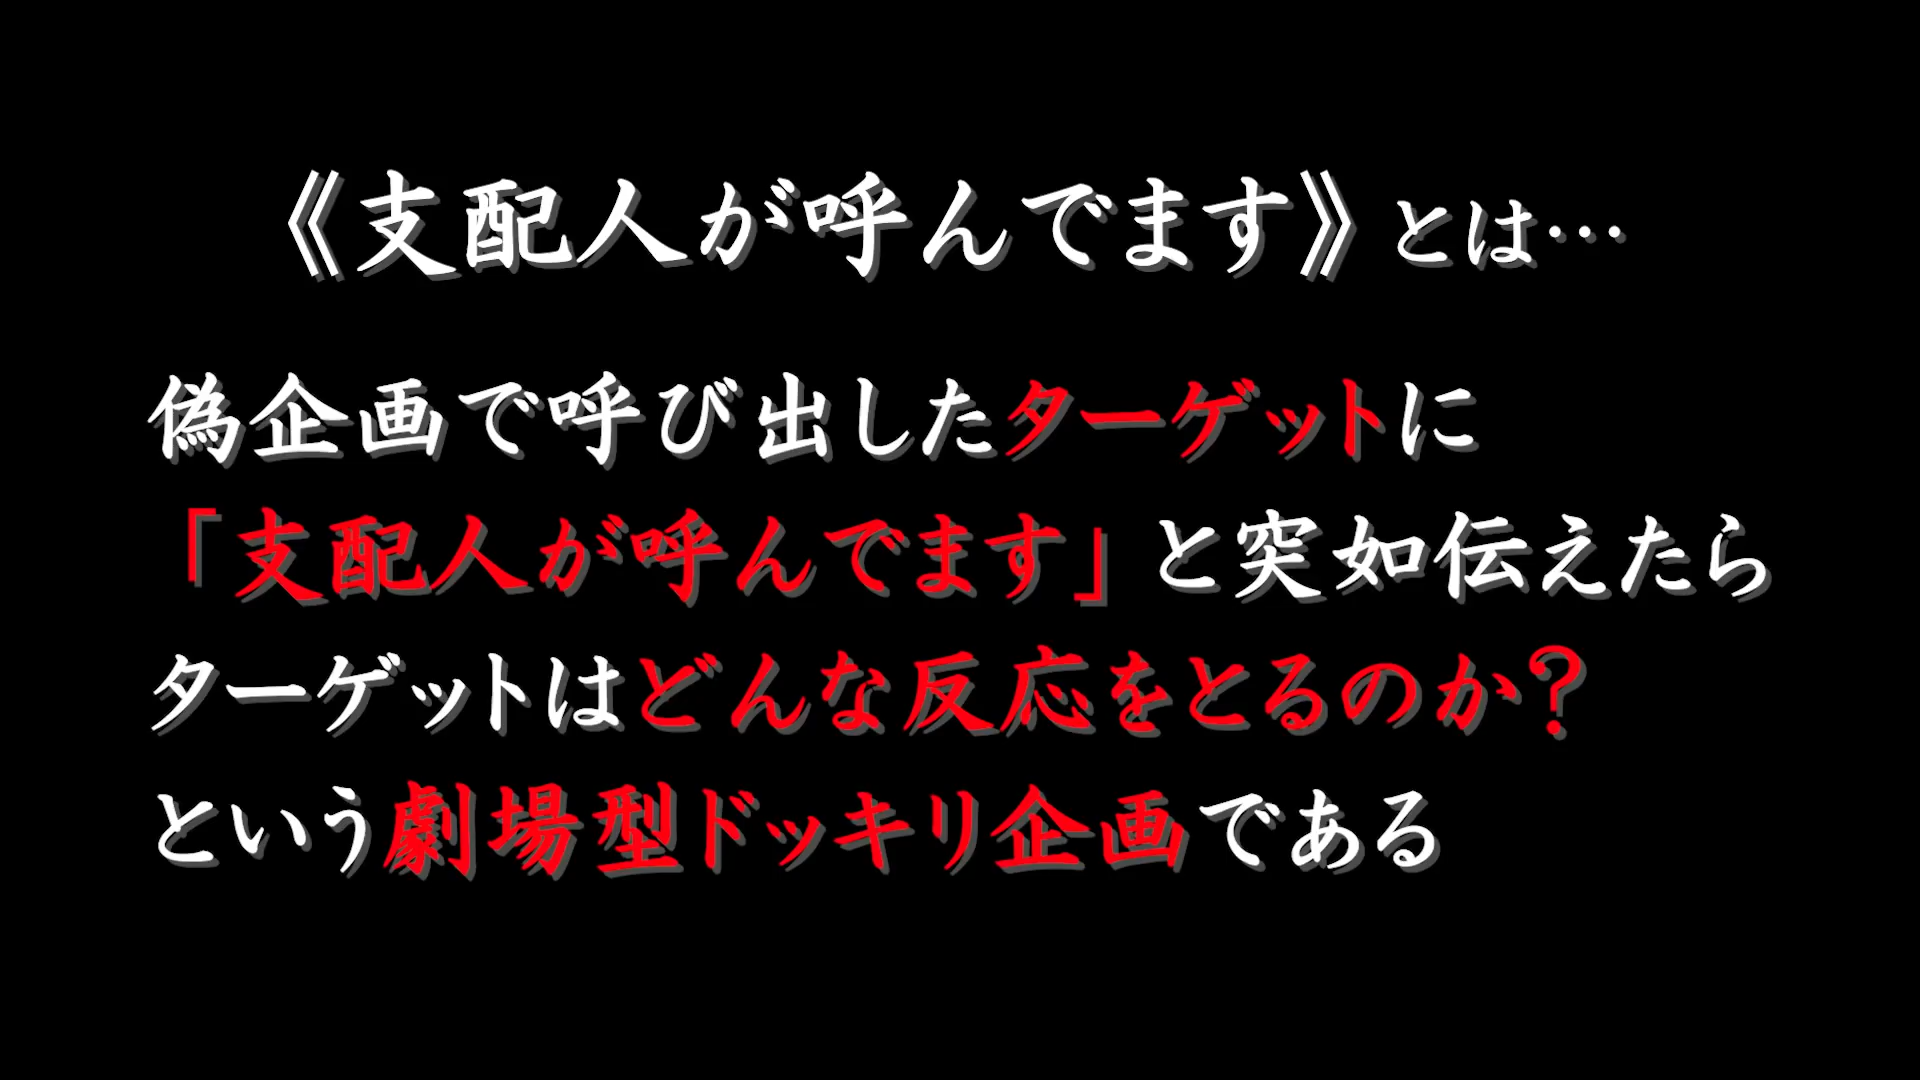 《支配人が呼んでます》とは…
偽企画で呼び出したターゲットに
「支配人が呼んでます」と突如伝えたら
ターゲットはどんな反応をとるのか？
という劇場型ドッキリ企画である